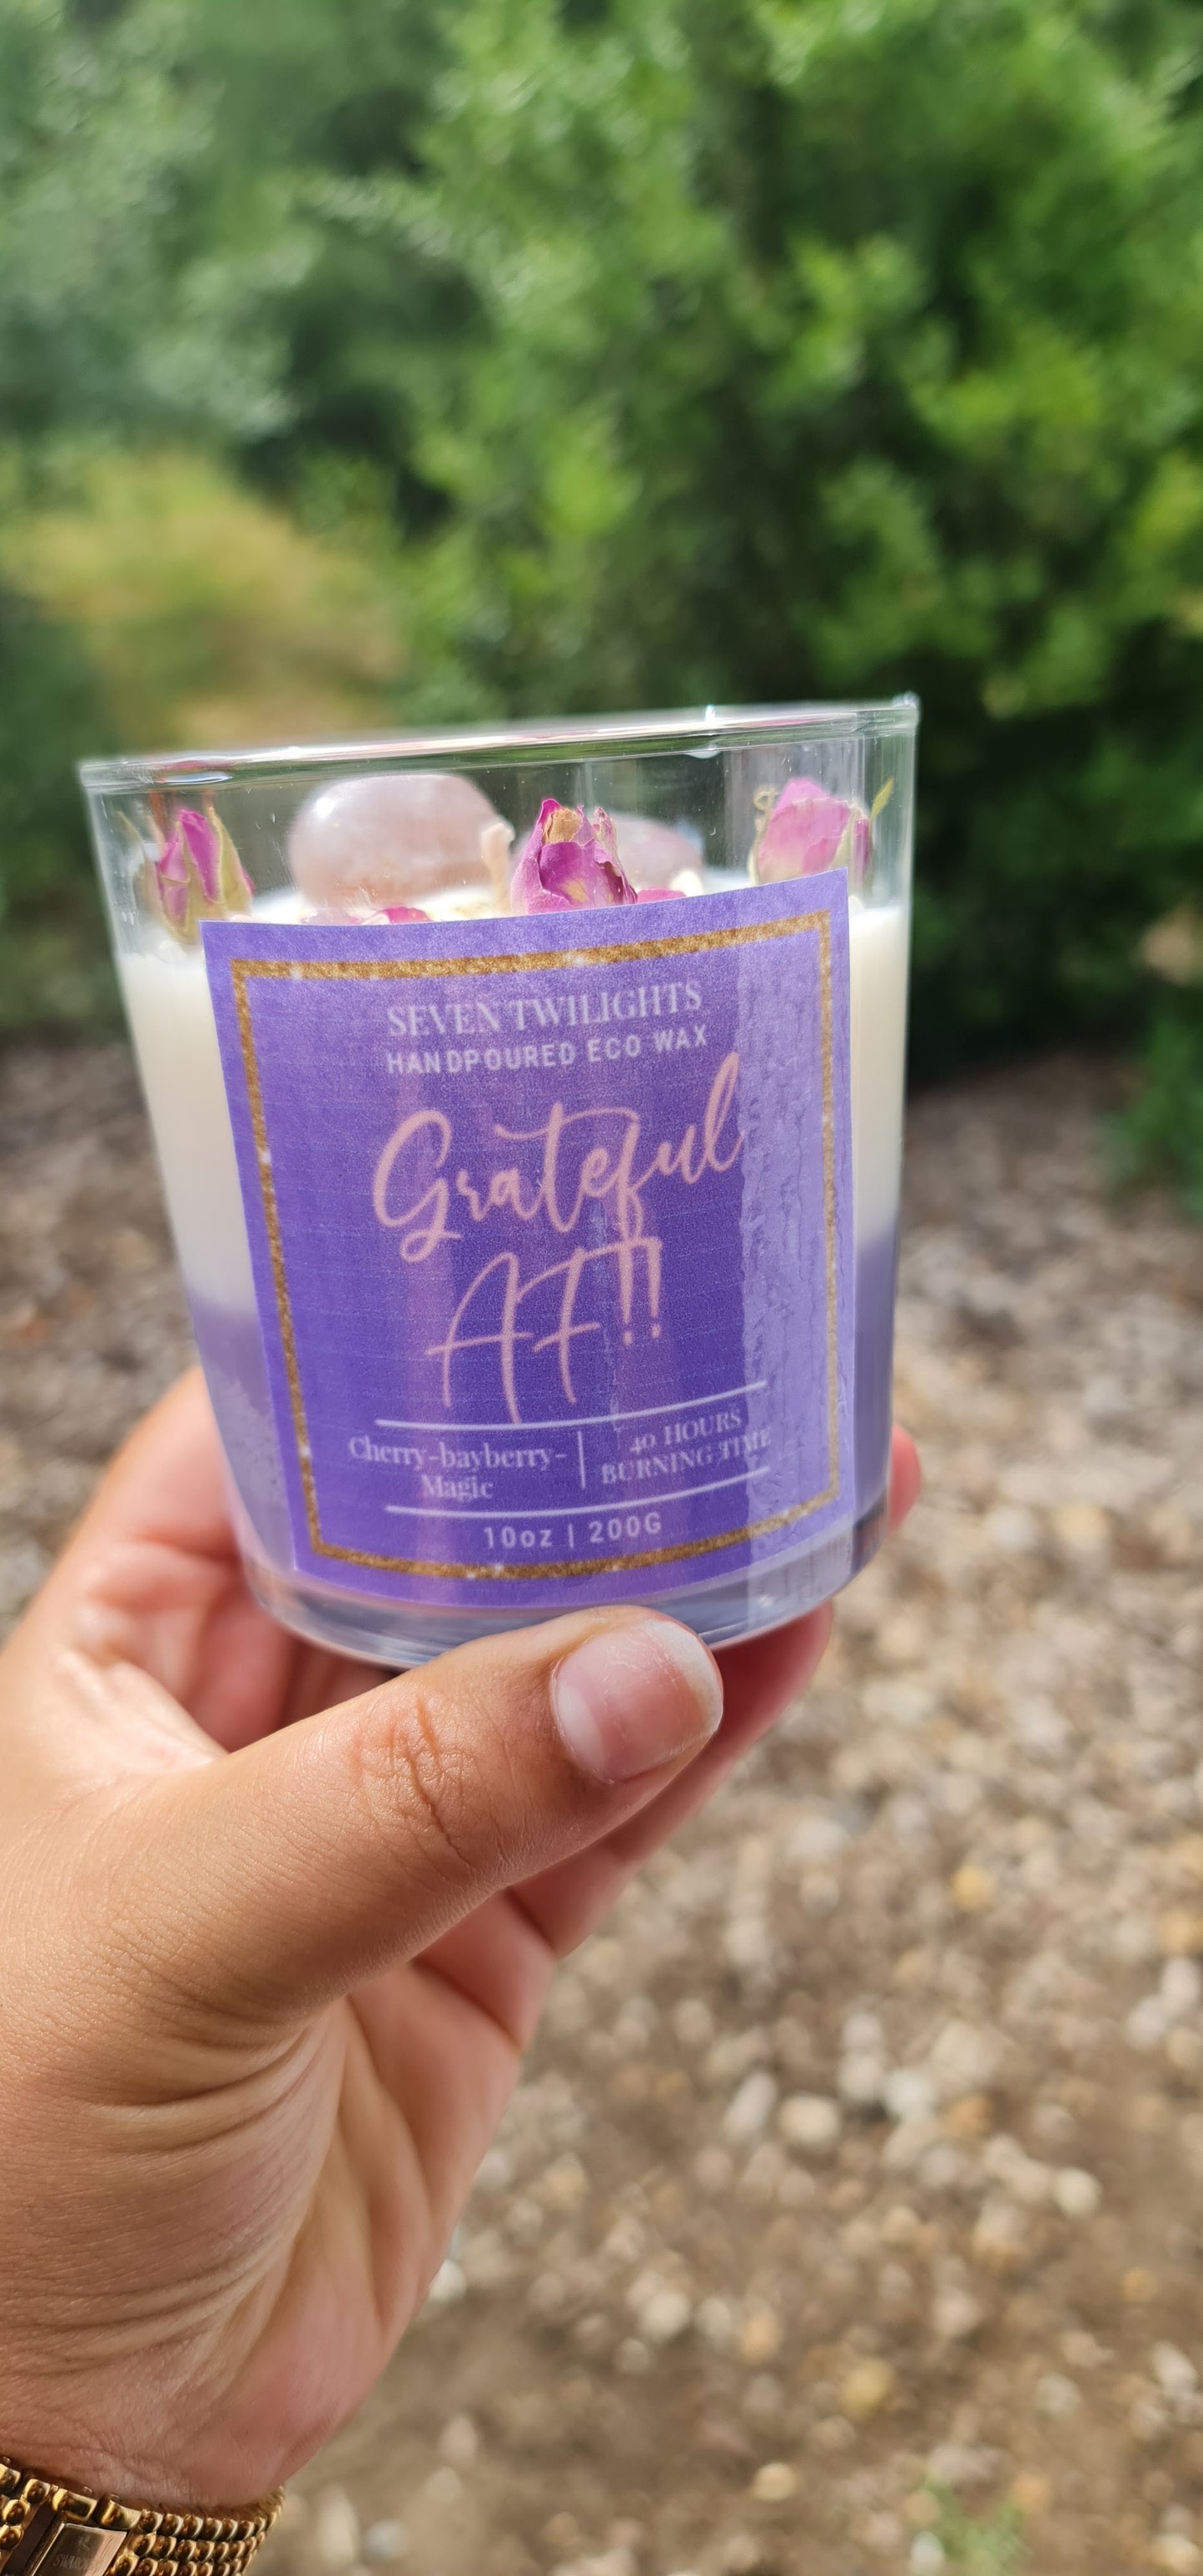 SEVEN TWILIGHTS
HANDPOURED ECO WAX
Grateful
AF!!
Cherry-bayberry-
Magic
40 HOURS
BURNING TIME
10oz | 200G